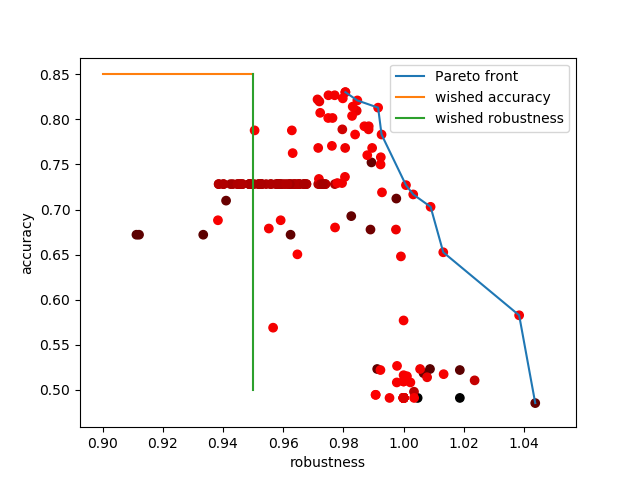 Pareto front
wished accuracy
wished robustness
0.85
0.80
0.75
0.70
0.65
0.60
0.55
0.50
accuracy
0.90 0.92 0.94 0.96 0.98 1.00 1.02 1.04
robustness